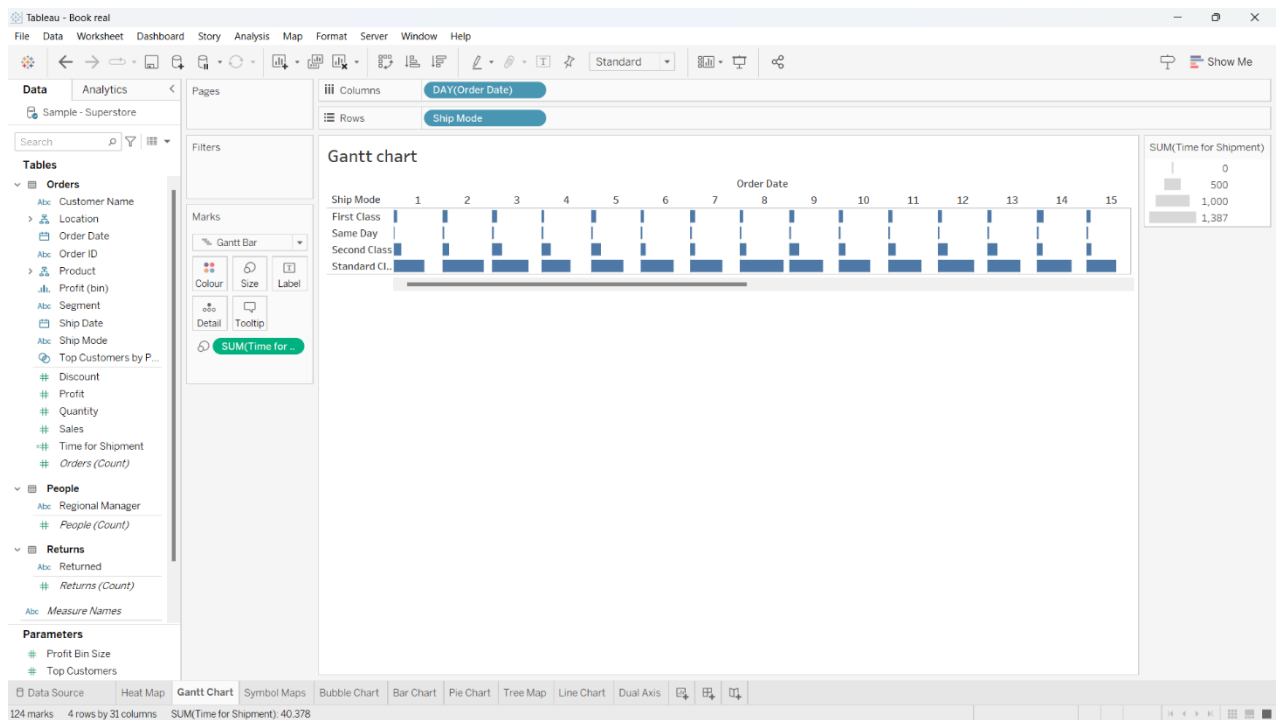 Tableau - Book real
File Data Worksheet Dashboard Story Analysis Map Format Server Window Help
Standard
Show Me
Data Analytics
Sample - Superstore
Search
Tables
Orders
Abc Customer Name
Location
Order Date
Abc Order ID
Product
Profit (bin)
Abc Segment
Ship Date
Abc Ship Mode
Top Customers by P...
# Discount
# Profit
# Quantity
# Sales
=# Time for Shipment
# Orders (Count)
People
Abc Regional Manager
# People (Count)
Returns
Abc Returned
# Returns (Count)
Abc Measure Names
Parameters
# Profit Bin Size
# Top Customers
Pages
Filters
Marks
Gantt Bar
Colour Size Label
Detail Tooltip
SUM(Time for ..
Columns DAY(Order Date)
Rows Ship Mode
Gantt chart
Order Date
Ship Mode 1 2 3 4 5 6 7 8 9 10 11 12 13 14 15
First Class
Same Day
Second Class
Standard Cl..
SUM(Time for Shipment)
0
500
1,000
1,387
Data Source Heat Map Gantt Chart Symbol Maps Bubble Chart Bar Chart Pie Chart Tree Map Line Chart Dual Axis
124 marks 4 rows by 31 columns SUM(Time for Shipment): 40.378